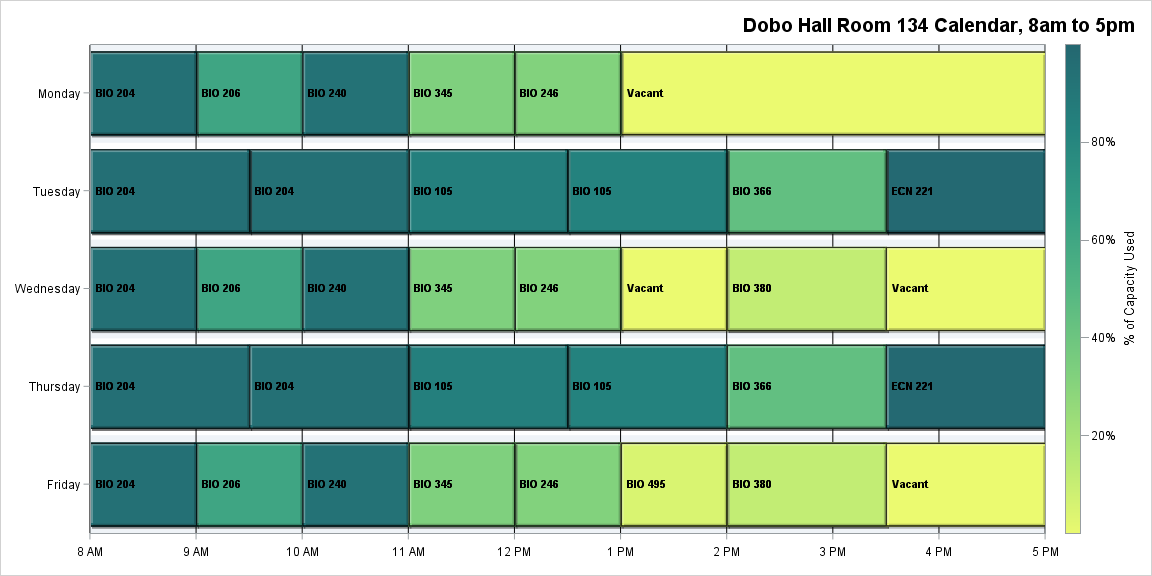 Dobo Hall Room 134 Calendar, 8am to 5pm
Monday BIO 204 BIO 206 BIO 240 BIO 345 BIO 246 Vacant
80%
Tuesday BIO 204 BIO 204 BIO 105 BIO 105 BIO 366 ECN 221
60%
% of Capacity Used
Wednesday BIO 204 BIO 206 BIO 240 BIO 345 BIO 246 Vacant BIO 380 Vacant
40%
Thursday BIO 204 BIO 204 BIO 105 BIO 105 BIO 366 ECN 221
20%
Friday BIO 204 BIO 206 BIO 240 BIO 345 BIO 246 BIO 495 BIO 380 Vacant
8 AM 9 AM 10 AM 11 AM 12 PM 1 PM 2 PM 3 PM 4 PM 5 PM